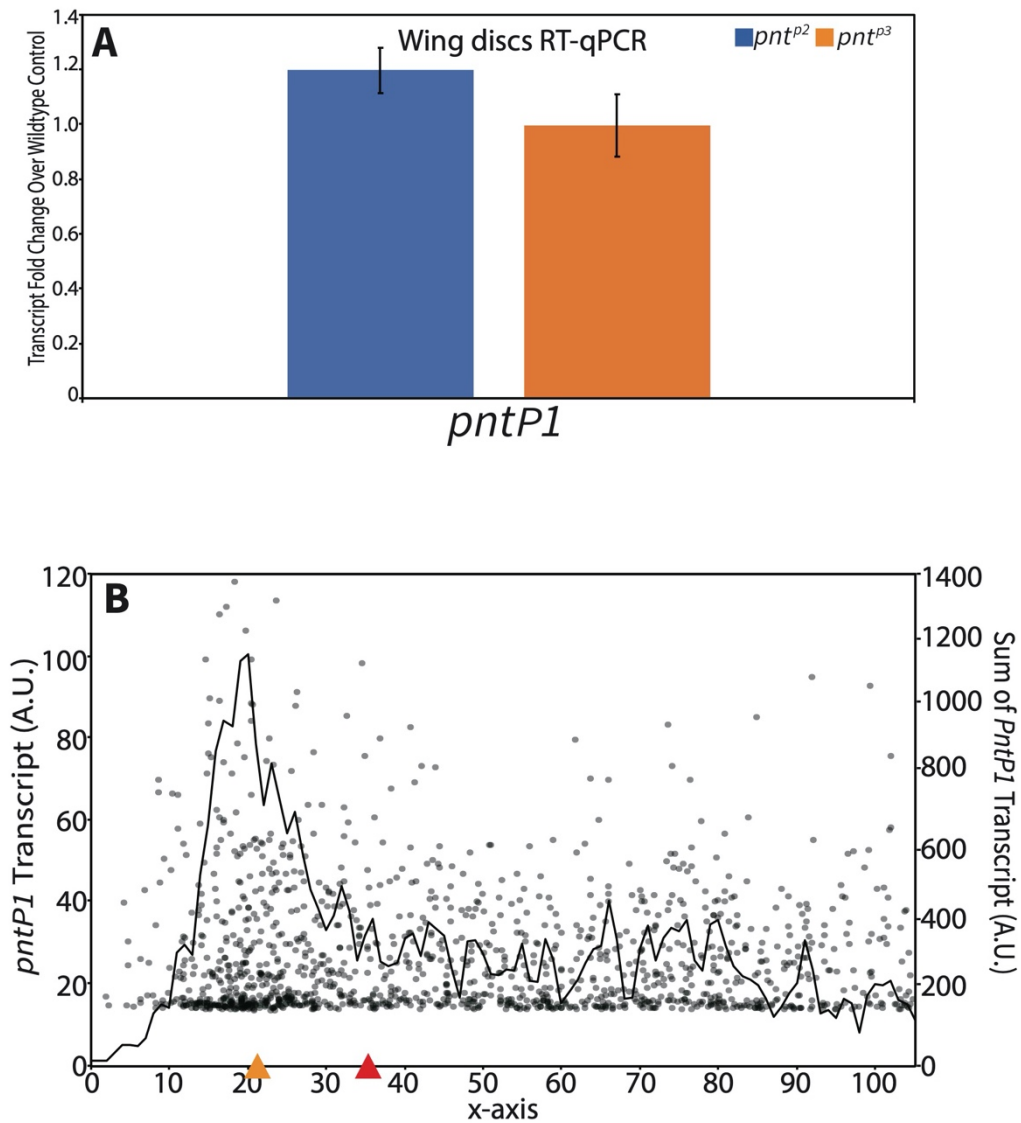 A
Wing discs RT-qPCR
pnt^p2 pnt^p3
Transcript Fold Change Over Wildtype Control
1.4
1.2
1.0
0.8
0.6
0.4
0.2
0
pntP1
B
pntP1 Transcript (A.U.)
120
100
80
60
40
20
0
1400
1200
1000
800
600
400
200
0
Sum of PntP1 Transcript (A.U.)
0 10 20 30 40 50 60 70 80 90 100
x-axis